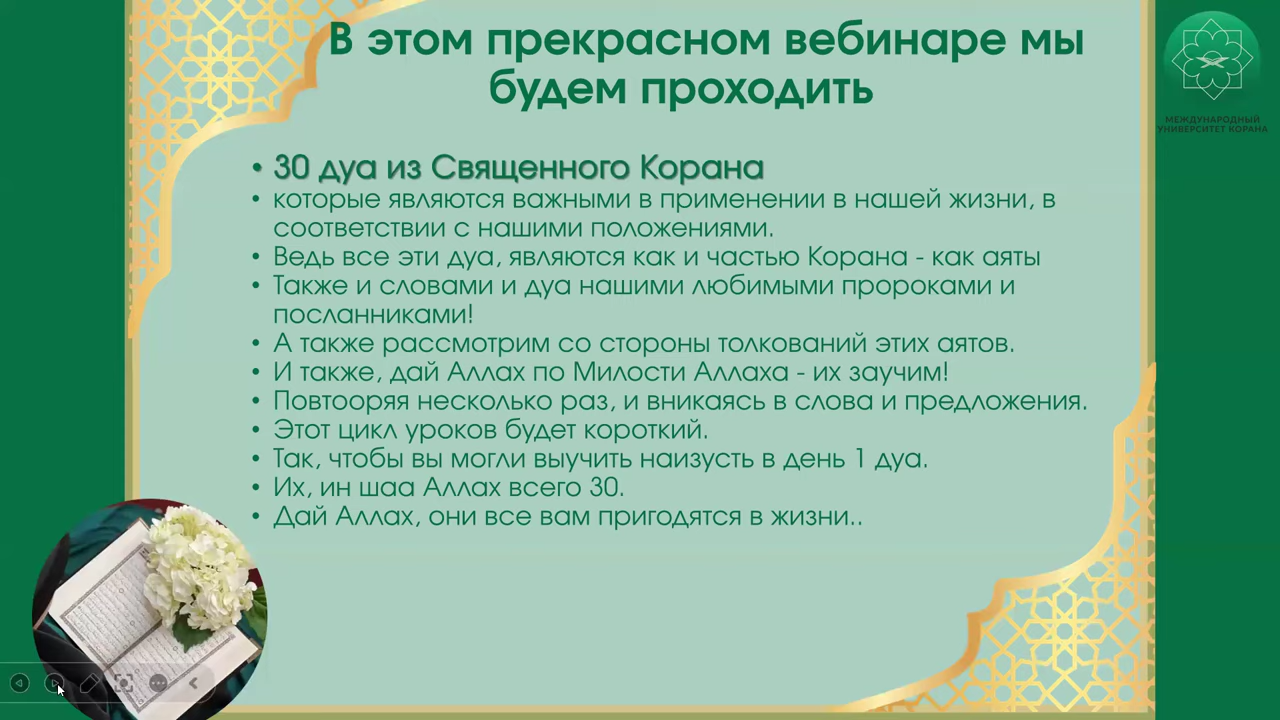 В этом прекрасном вебинаре мы
будем проходить
МЕЖДУНАРОДНЫЙ
УНИВЕРСИТЕТ КОРАНА
• 30 дуа из Священного Корана
• которые являются важными в применении в нашей жизни, в
соответствии с нашими положениями.
• Ведь все эти дуа, являются как и частью Корана - как аяты
• Также и словами и дуа нашими любимыми пророками и
посланниками!
• А также рассмотрим со стороны толкований этих аятов.
• И также, дай Аллах по Милости Аллаха - их заучим!
• Повтооряя несколько раз, и вникаясь в слова и предложения.
• Этот цикл уроков будет короткий.
• Так, чтобы вы могли выучить наизусть в день 1 дуа.
• Их, ин шаа Аллах всего 30.
• Дай Аллах, они все вам пригодятся в жизни..